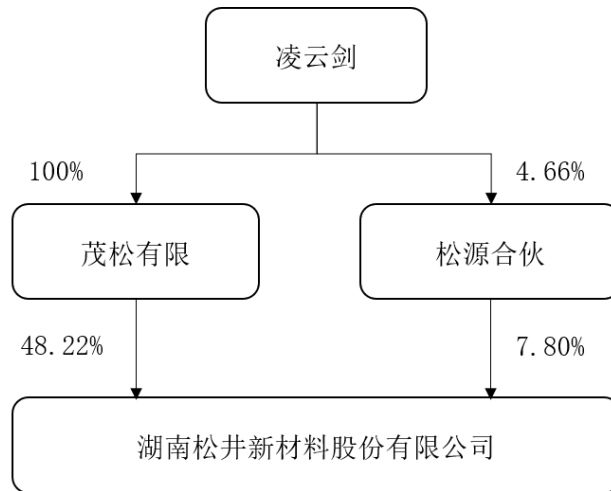 凌云剑
100%
4.66%
茂松有限
松源合伙
48.22%
7.80%
湖南松井新材料股份有限公司